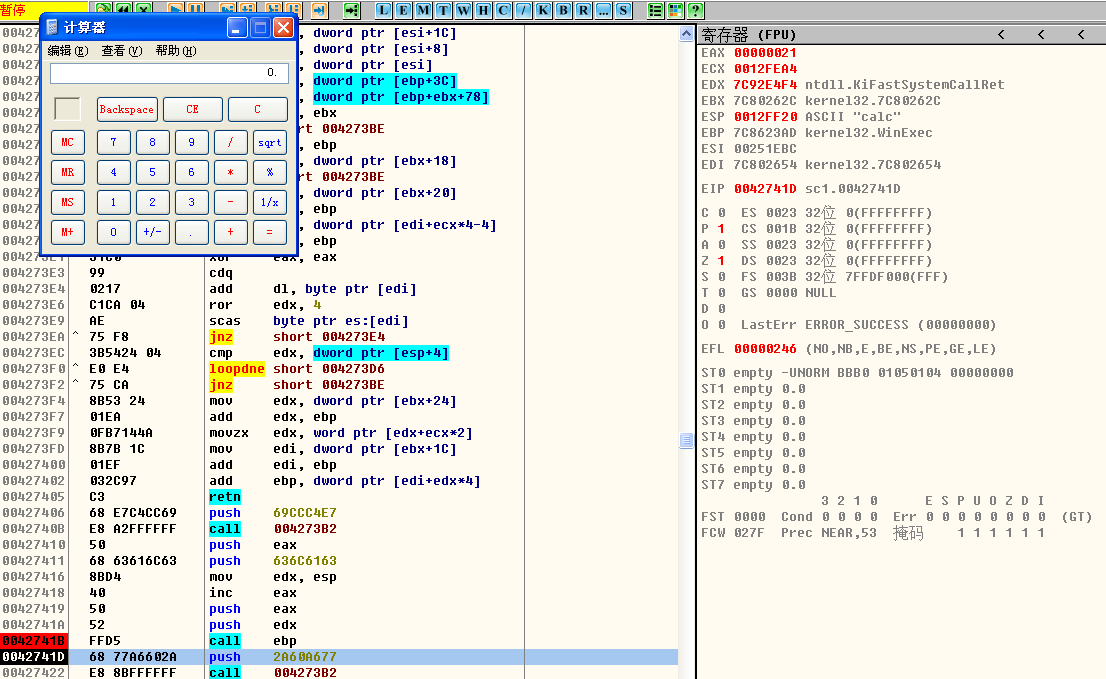 暂停
L E M T W H C / K B R ... S
?
计算器
编辑(E) 查看(V) 帮助(H)
0.
Backspace CE C
MC 7 8 9 / sqrt
MR 4 5 6 * %
MS 1 2 3 - 1/x
M+ 0 +/- . + =
dword ptr [esi+1C]
dword ptr [esi+8]
dword ptr [esi]
dword ptr [ebp+3C]
dword ptr [ebp+ebx+78]
, ebx
rt 004273BE
, ebp
dword ptr [ebx+18]
rt 004273BE
dword ptr [ebx+20]
, ebp
dword ptr [edi+ecx*4-4]
, ebp
eax, eax
004273E3 99 cdq
004273E4 0217 add dl, byte ptr [edi]
004273E6 C1CA 04 ror edx, 4
004273E9 AE scas byte ptr es:[edi]
004273EA ^ 75 F8 jnz short 004273E4
004273EC 3B5424 04 cmp edx, dword ptr [esp+4]
004273F0 ^ E0 E4 loopdne short 004273D6
004273F2 ^ 75 CA jnz short 004273BE
004273F4 8B53 24 mov edx, dword ptr [ebx+24]
004273F7 01EA add edx, ebp
004273F9 0FB7144A movzx edx, word ptr [edx+ecx*2]
004273FD 8B7B 1C mov edi, dword ptr [ebx+1C]
00427400 01EF add edi, ebp
00427402 032C97 add ebp, dword ptr [edi+edx*4]
00427405 C3 retn
00427406 68 E7C4CC69 push 69CCC4E7
0042740B E8 A2FFFFFF call 004273B2
00427410 50 push eax
00427411 68 63616C63 push 636C6163
00427416 8BD4 mov edx, esp
00427418 40 inc eax
00427419 50 push eax
0042741A 52 push edx
0042741B FFD5 call ebp
0042741D 68 77A6602A push 2A60A677
00427422 E8 8BFFFFFF call 004273B2
寄存器 (FPU) < < <
EAX 00000021
ECX 0012FEA4
EDX 7C92E4F4 ntdll.KiFastSystemCallRet
EBX 7C80262C kernel32.7C80262C
ESP 0012FF20 ASCII "calc"
EBP 7C8623AD kernel32.WinExec
ESI 00251EBC
EDI 7C802654 kernel32.7C802654
EIP 0042741D sc1.0042741D
C 0 ES 0023 32位 0(FFFFFFFF)
P 1 CS 001B 32位 0(FFFFFFFF)
A 0 SS 0023 32位 0(FFFFFFFF)
Z 1 DS 0023 32位 0(FFFFFFFF)
S 0 FS 003B 32位 7FFDF000(FFF)
T 0 GS 0000 NULL
D 0
O 0 LastErr ERROR_SUCCESS (00000000)
EFL 00000246 (NO,NB,E,BE,NS,PE,GE,LE)
ST0 empty -UNORM BBB0 01050104 00000000
ST1 empty 0.0
ST2 empty 0.0
ST3 empty 0.0
ST4 empty 0.0
ST5 empty 0.0
ST6 empty 0.0
ST7 empty 0.0
3 2 1 0 E S P U O Z D I
FST 0000 Cond 0 0 0 0 Err 0 0 0 0 0 0 0 0 (GT)
FCW 027F Prec NEAR,53 掩码 1 1 1 1 1 1